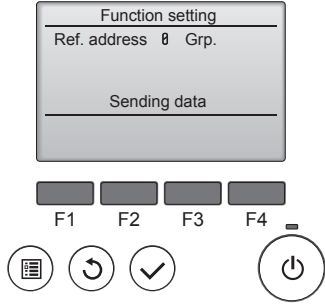 Function setting
Ref. address 0 Grp.
Sending data
F1 F2 F3 F4